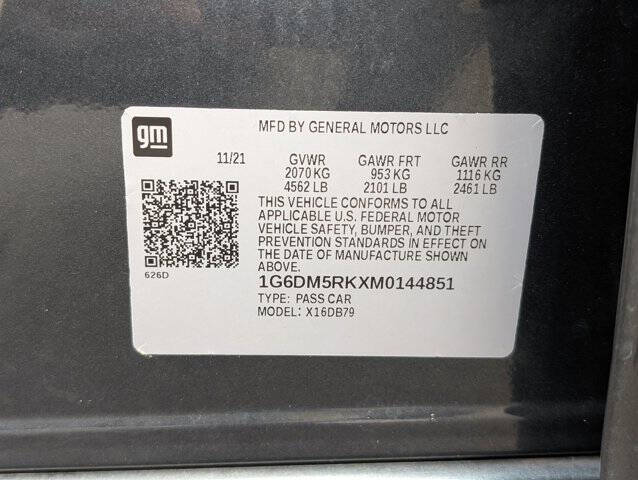 gm
MFD BY GENERAL MOTORS LLC
11/21 GVWR GAWR FRT GAWR RR
2070 KG 953 KG 1116 KG
4562 LB 2101 LB 2461 LB
THIS VEHICLE CONFORMS TO ALL
APPLICABLE U.S. FEDERAL MOTOR
VEHICLE SAFETY, BUMPER, AND THEFT
PREVENTION STANDARDS IN EFFECT ON
THE DATE OF MANUFACTURE SHOWN
ABOVE.
626D
1G6DM5RKXM0144851
TYPE: PASS CAR
MODEL: X16DB79